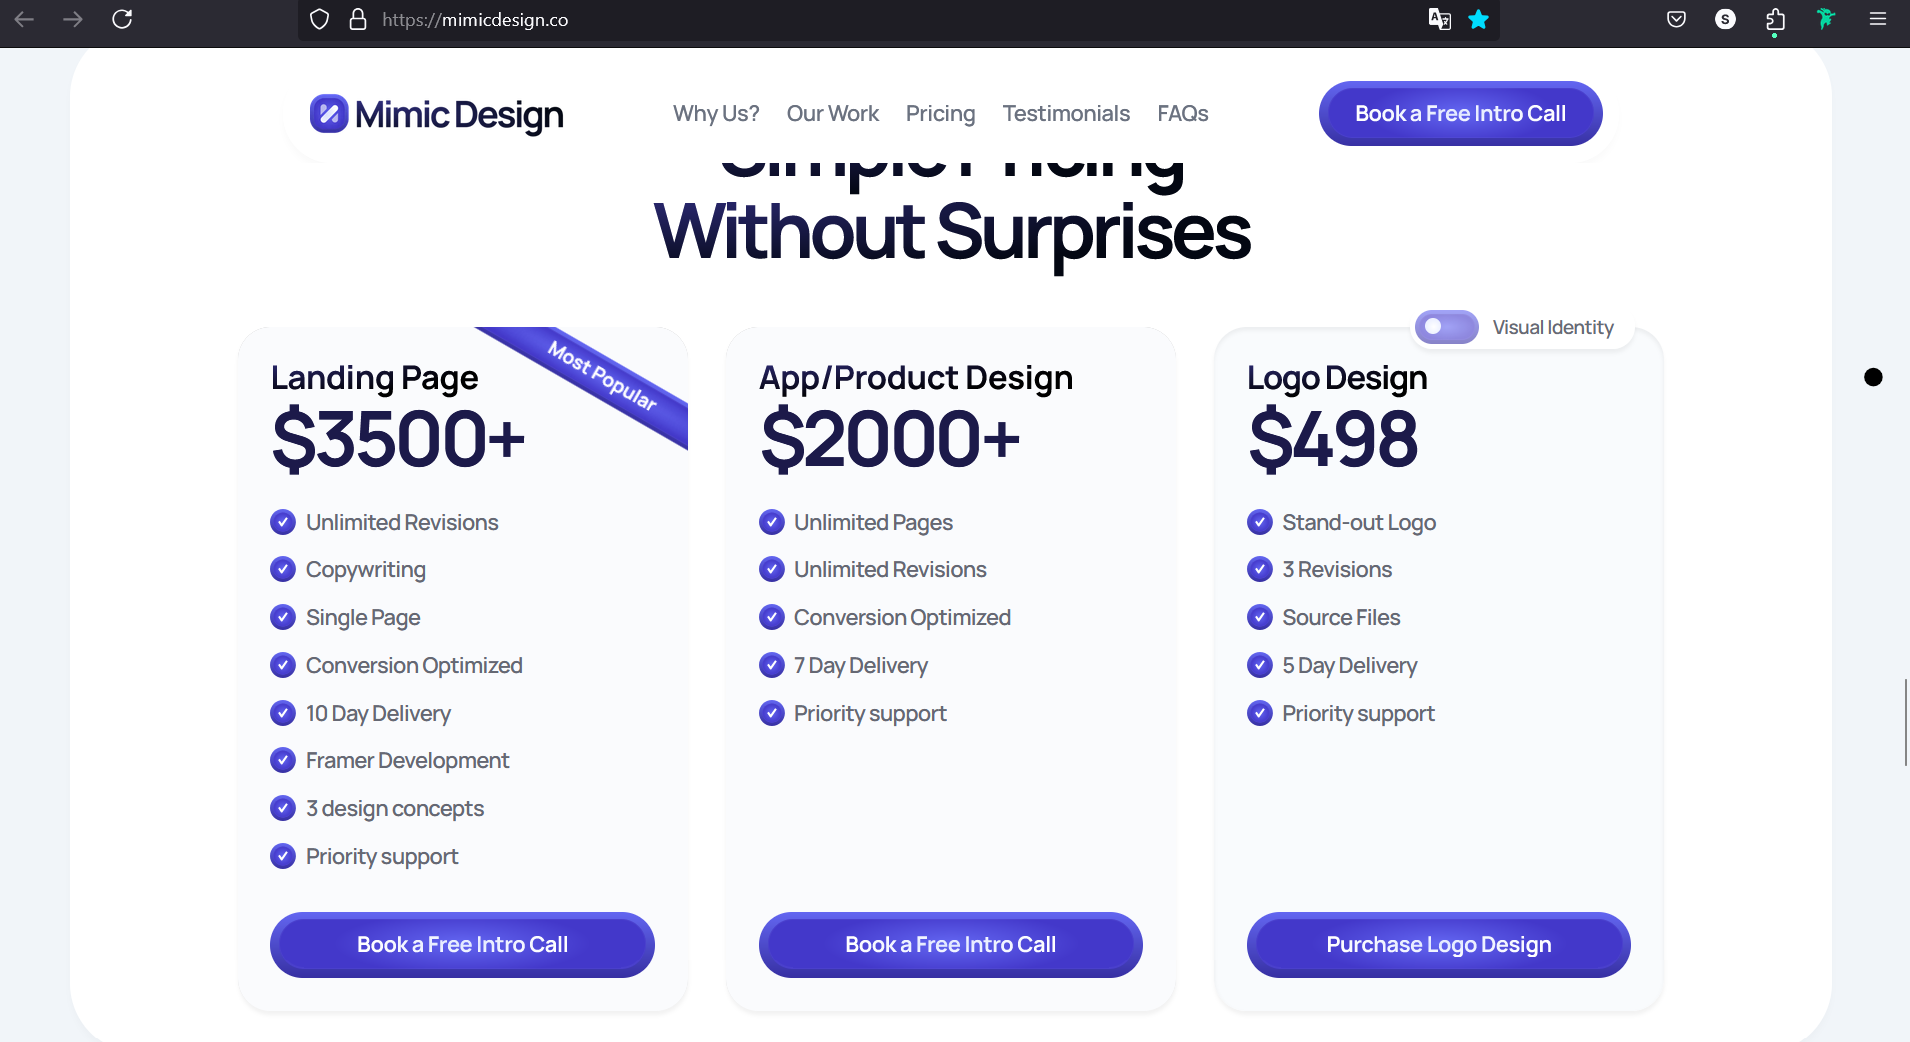 https://mimicdesign.co
S
Mimic Design
Why Us?
Our Work
Pricing
Testimonials
FAQs
Book a Free Intro Call
Simple Pricing
Without Surprises
Most Popular
Landing Page
$3500+
Unlimited Revisions
Copywriting
Single Page
Conversion Optimized
10 Day Delivery
Framer Development
3 design concepts
Priority support
Book a Free Intro Call
App/Product Design
$2000+
Unlimited Pages
Unlimited Revisions
Conversion Optimized
7 Day Delivery
Priority support
Book a Free Intro Call
Visual Identity
Logo Design
$498
Stand-out Logo
3 Revisions
Source Files
5 Day Delivery
Priority support
Purchase Logo Design